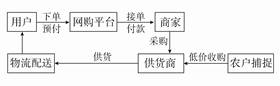 用户 下单 网购平台 接单 商家
预付 付款
采购
物流配送 供货 供货商 低价收购 农户捕捉